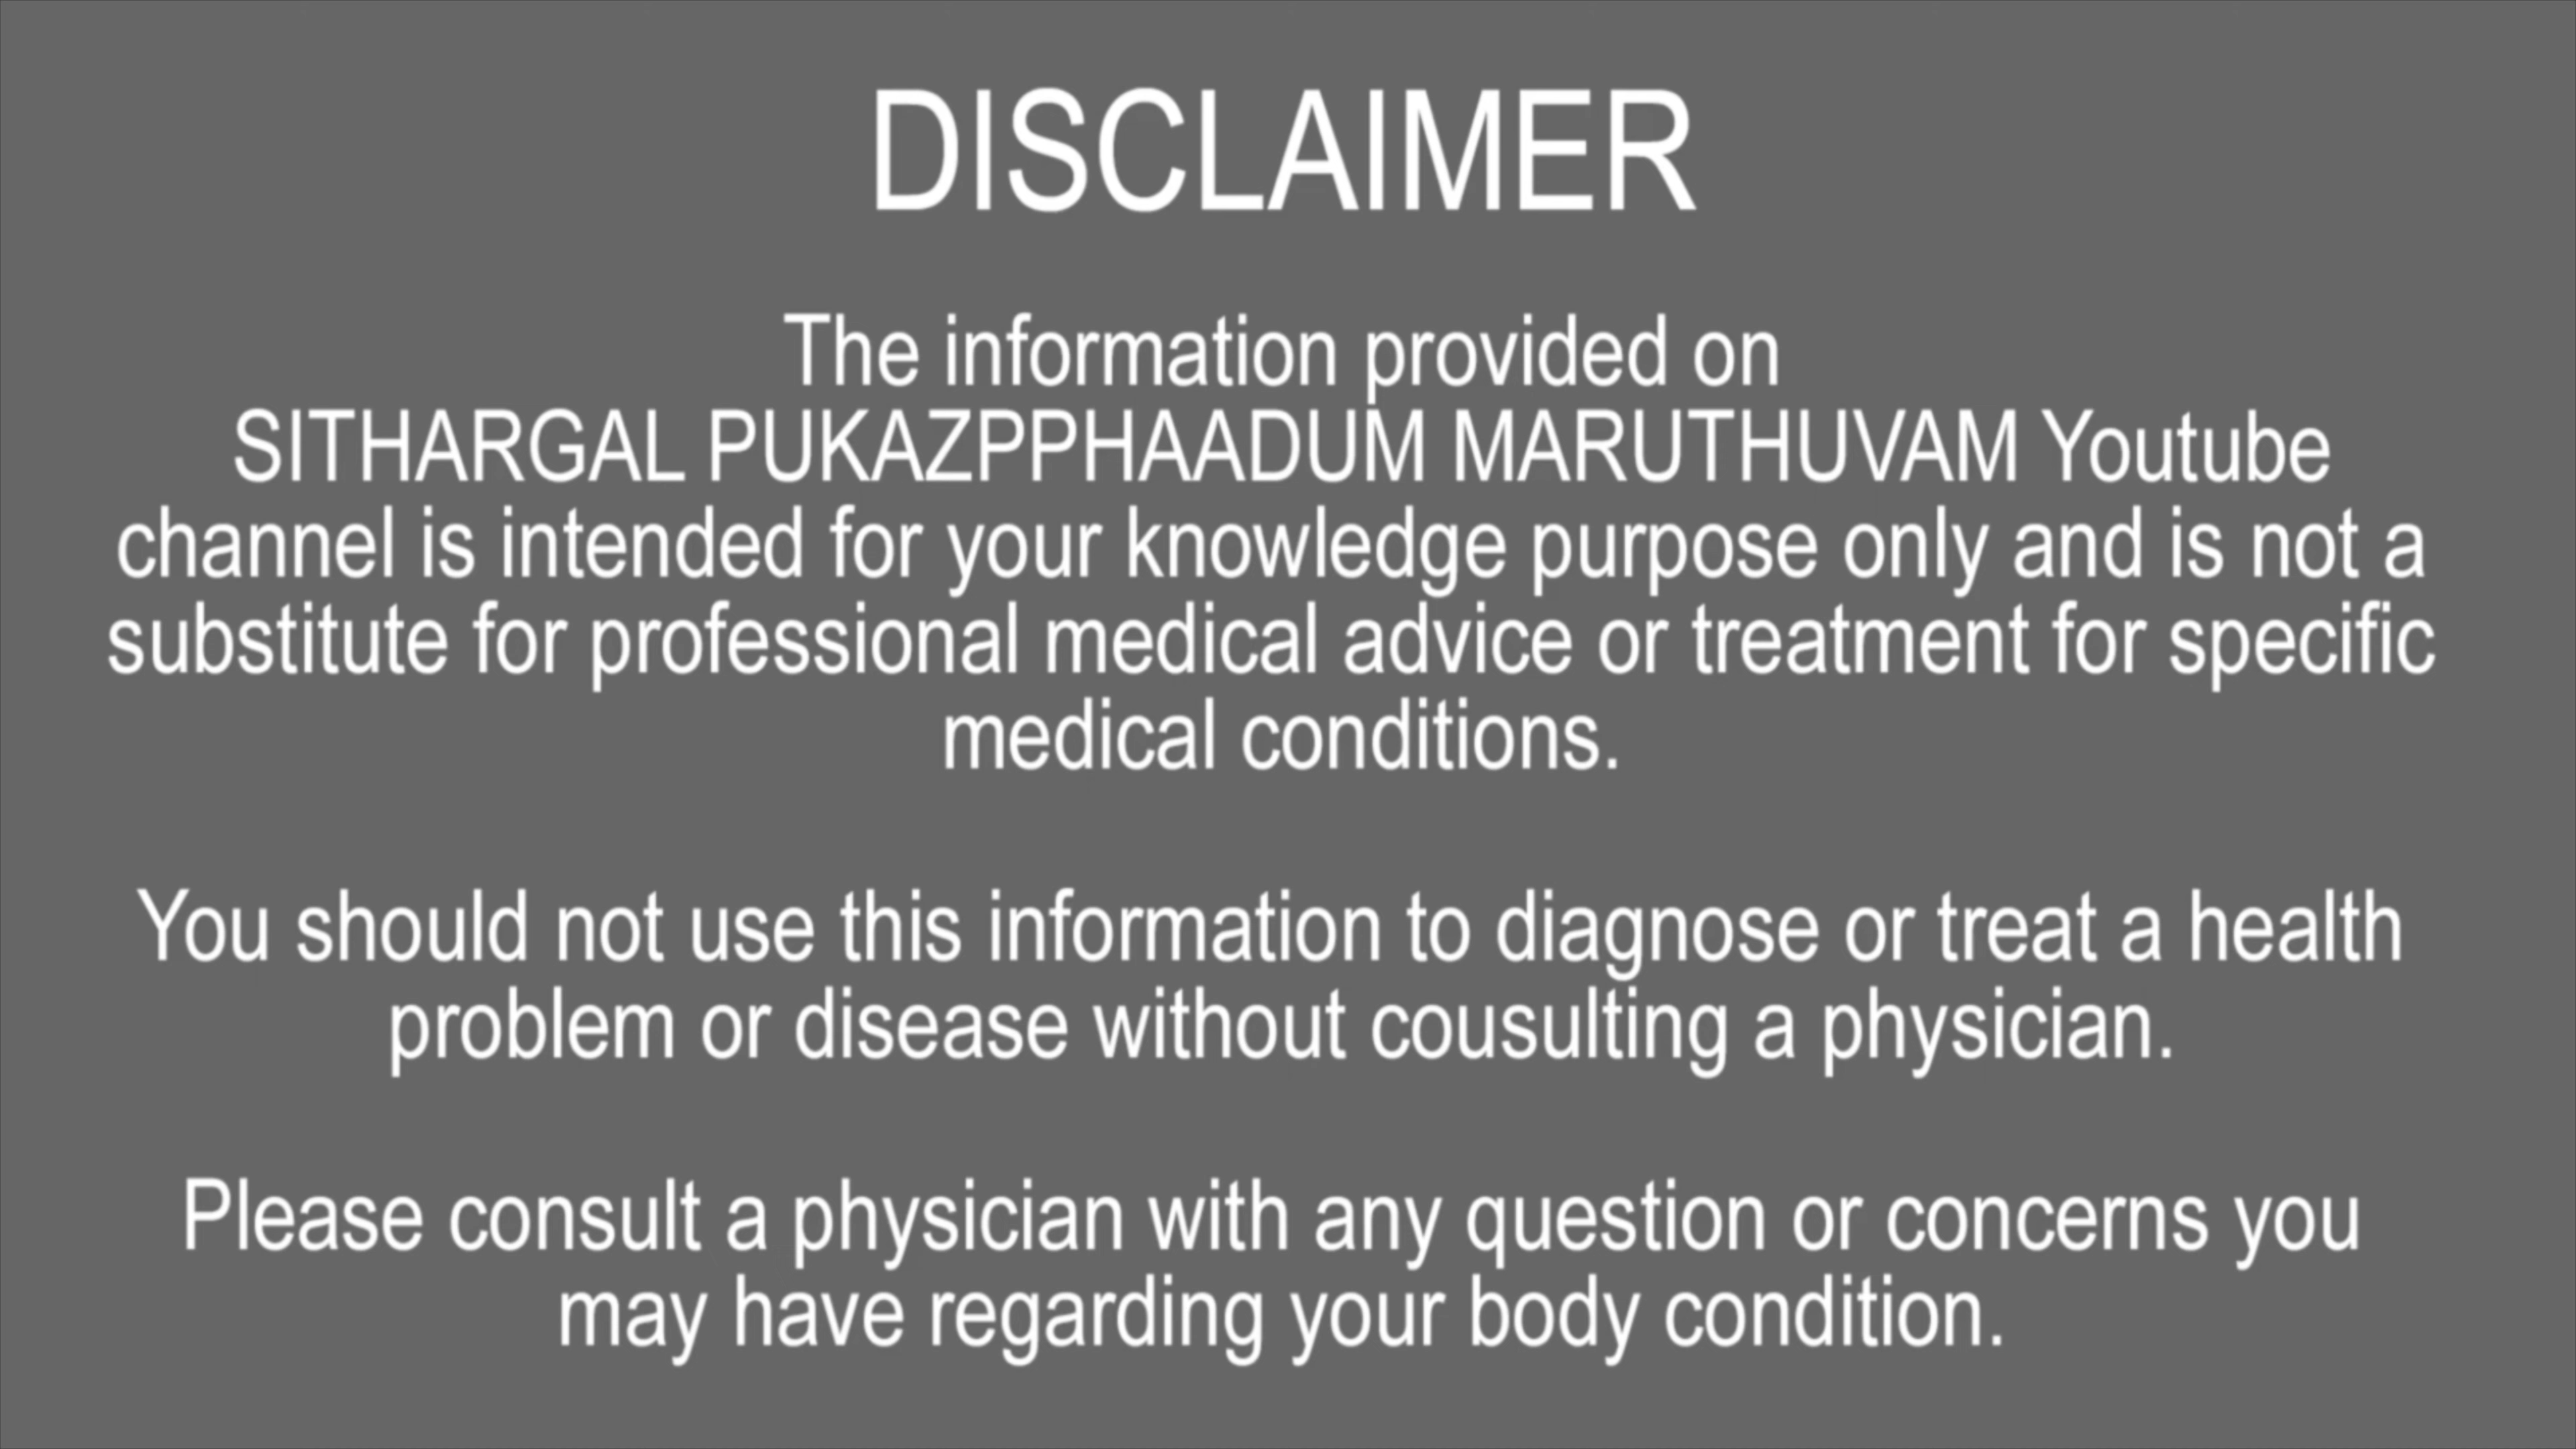 DISCLAIMER
The information provided on
SITHARGAL PUKAZPPHAADUM MARUTHUVAM Youtube
channel is intended for your knowledge purpose only and is not a
substitute for professional medical advice or treatment for specific
medical conditions.
You should not use this information to diagnose or treat a health
problem or disease without cousulting a physician.
Please consult a physician with any question or concerns you
may have regarding your body condition.